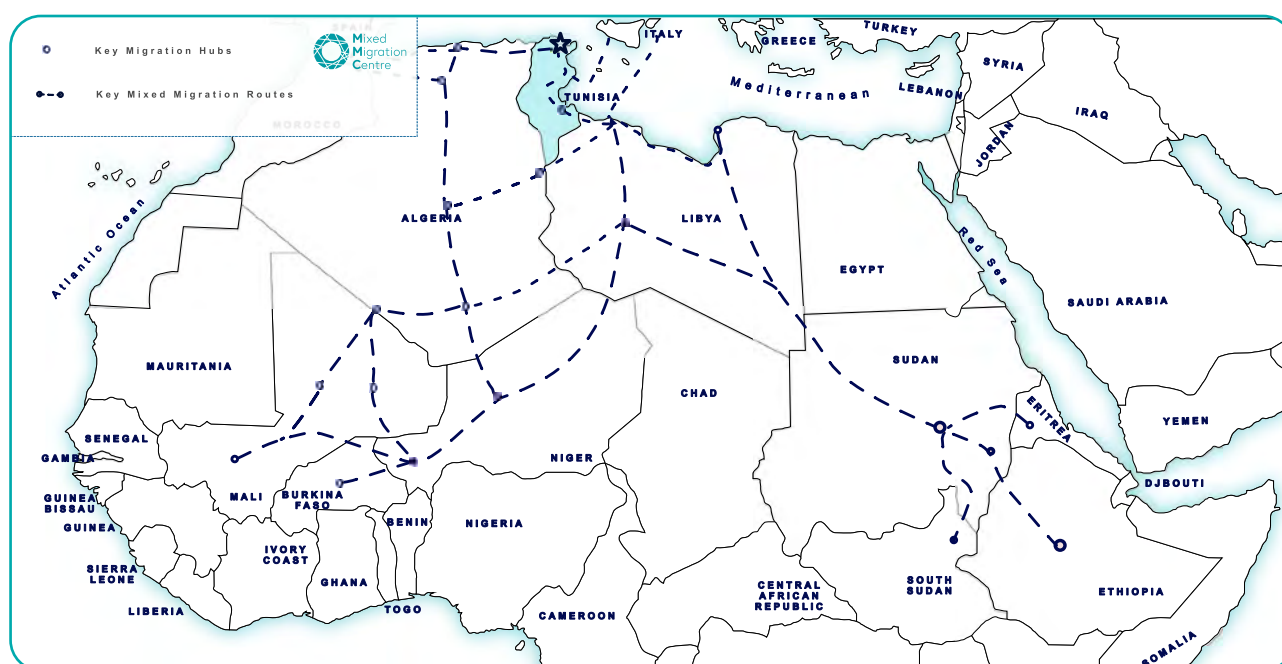 SPAIN
Key Migration Hubs
Mixed
Migration
Centre
Key Mixed Migration Routes
MOROCCO
ITALY
GREECE
TURKEY
SYRIA
LEBANON
IRAQ
JORDAN
Mediterranean
TUNISIA
Atlantic Ocean
ALGERIA
LIBYA
EGYPT
Red Sea
SAUDI ARABIA
MAURITANIA
SUDAN
CHAD
ERITREA
YEMEN
SENEGAL
GAMBIA
NIGER
DJBOUTI
MALI
BURKINA
FASO
GUINEA
BISSAU
GUINEA
BENIN
NIGERIA
IVORY
COAST
GHANA
SIERRA
LEONE
LIBERIA
TOGO
CAMEROON
CENTRAL
AFRICAN
REPUBLIC
SOUTH
SUDAN
ETHIOPIA
SOMALIA